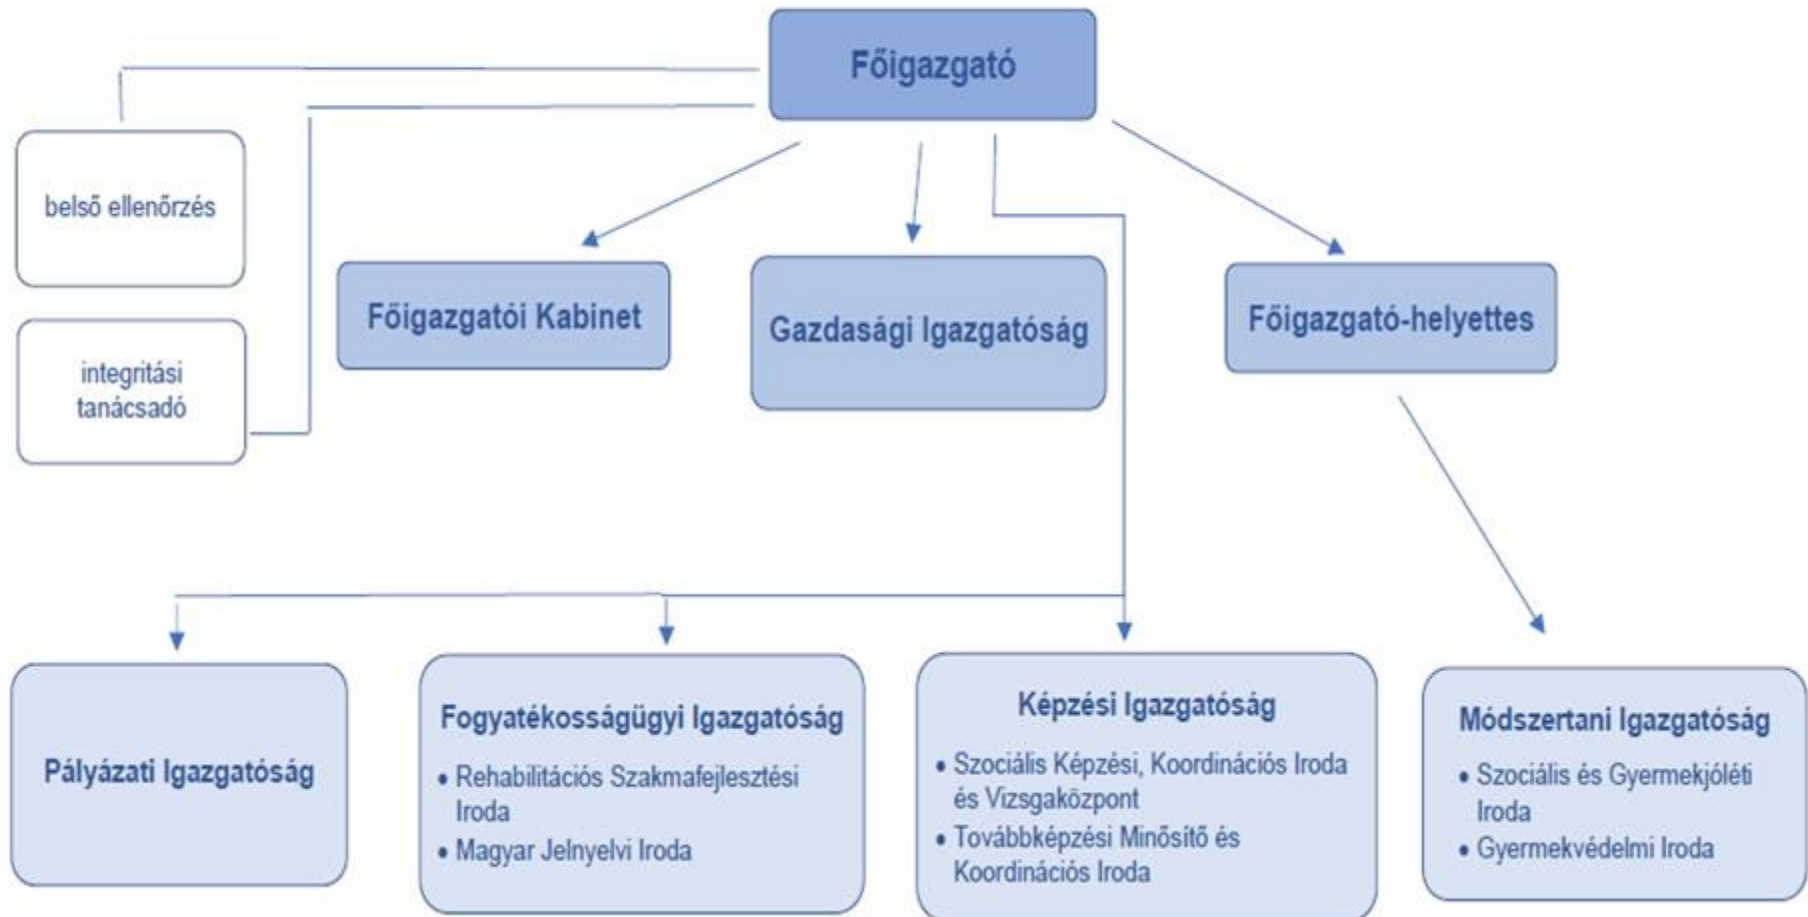 Főigazgató
belső ellenőrzés
integritási
tanácsadó
Főigazgatói Kabinet
Gazdasági Igazgatóság
Főigazgató-helyettes
Pályázati Igazgatóság
Fogyatékosságügyi Igazgatóság
• Rehabilitációs Szakmafejlesztési
Iroda
• Magyar Jelnyelvi Iroda
Képzési Igazgatóság
• Szociális Képzési, Koordinációs Iroda
és Vizsgaközpont
• Továbbképzési Minősítő és
Koordinációs Iroda
Módszertani Igazgatóság
• Szociális és Gyermekjóléti
Iroda
• Gyermekvédelmi Iroda